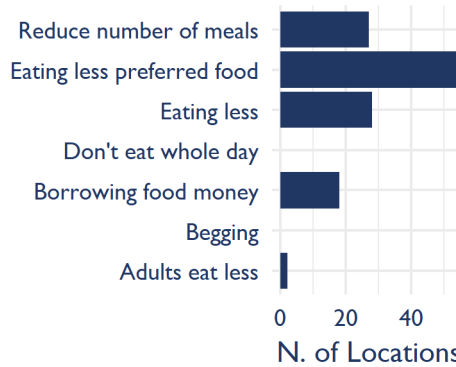 Reduce number of meals
Eating less preferred food
Eating less
Don't eat whole day
Borrowing food money
Begging
Adults eat less
0 20 40
N. of Locations